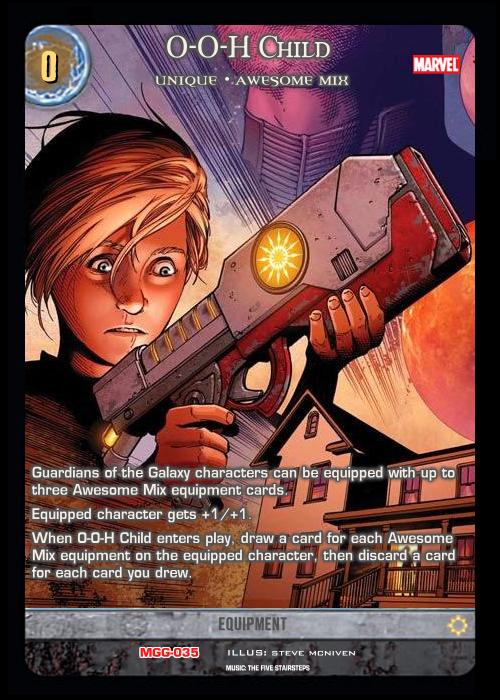 O-O-H Child
0
MARVEL
UNIQUE • AWESOME MIX
Guardians of the Galaxy characters can be equipped with up to
three Awesome Mix equipment cards.
Equipped character gets +1/+1.
When O-O-H Child enters play, draw a card for each Awesome
Mix equipment on the equipped character, then discard a card
for each card you drew.
EQUIPMENT
MGG-035 ILLUS: STEVE MCNIVEN
MUSIC: THE FIVE STAIRSTEPS